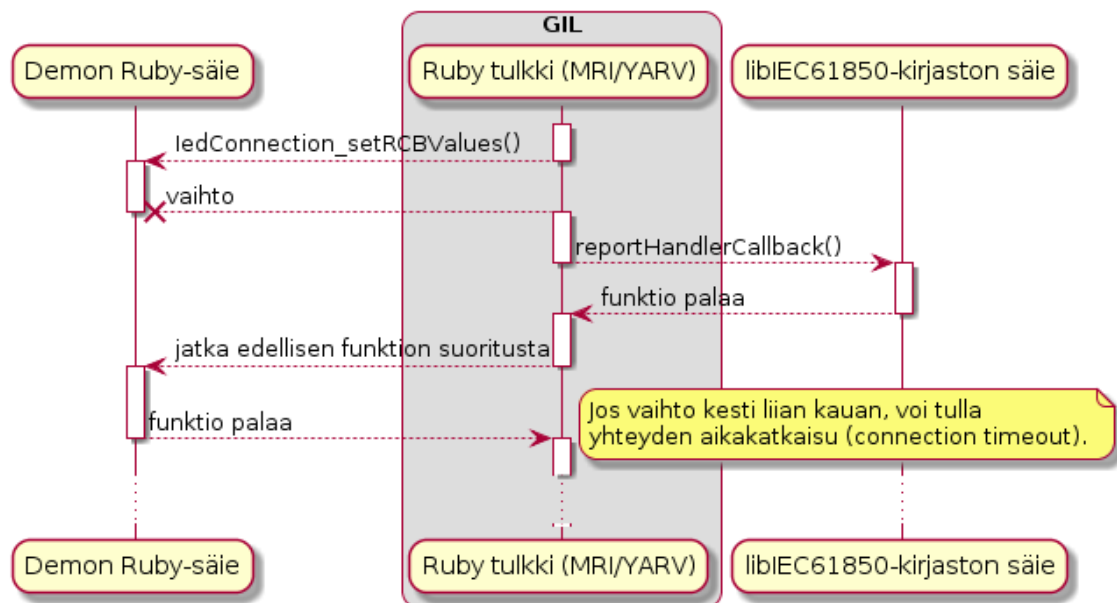 GIL
Demon Ruby-säie
Ruby tulkki (MRI/YARV)
libIEC61850-kirjaston säie
IedConnection_setRCBValues()
vaihto
reportHandlerCallback()
funktio palaa
jatka edellisen funktion suoritusta
Jos vaihto kesti liian kauan, voi tulla
yhteyden aikakatkaisu (connection timeout).
funktio palaa
Demon Ruby-säie
Ruby tulkki (MRI/YARV)
libIEC61850-kirjaston säie